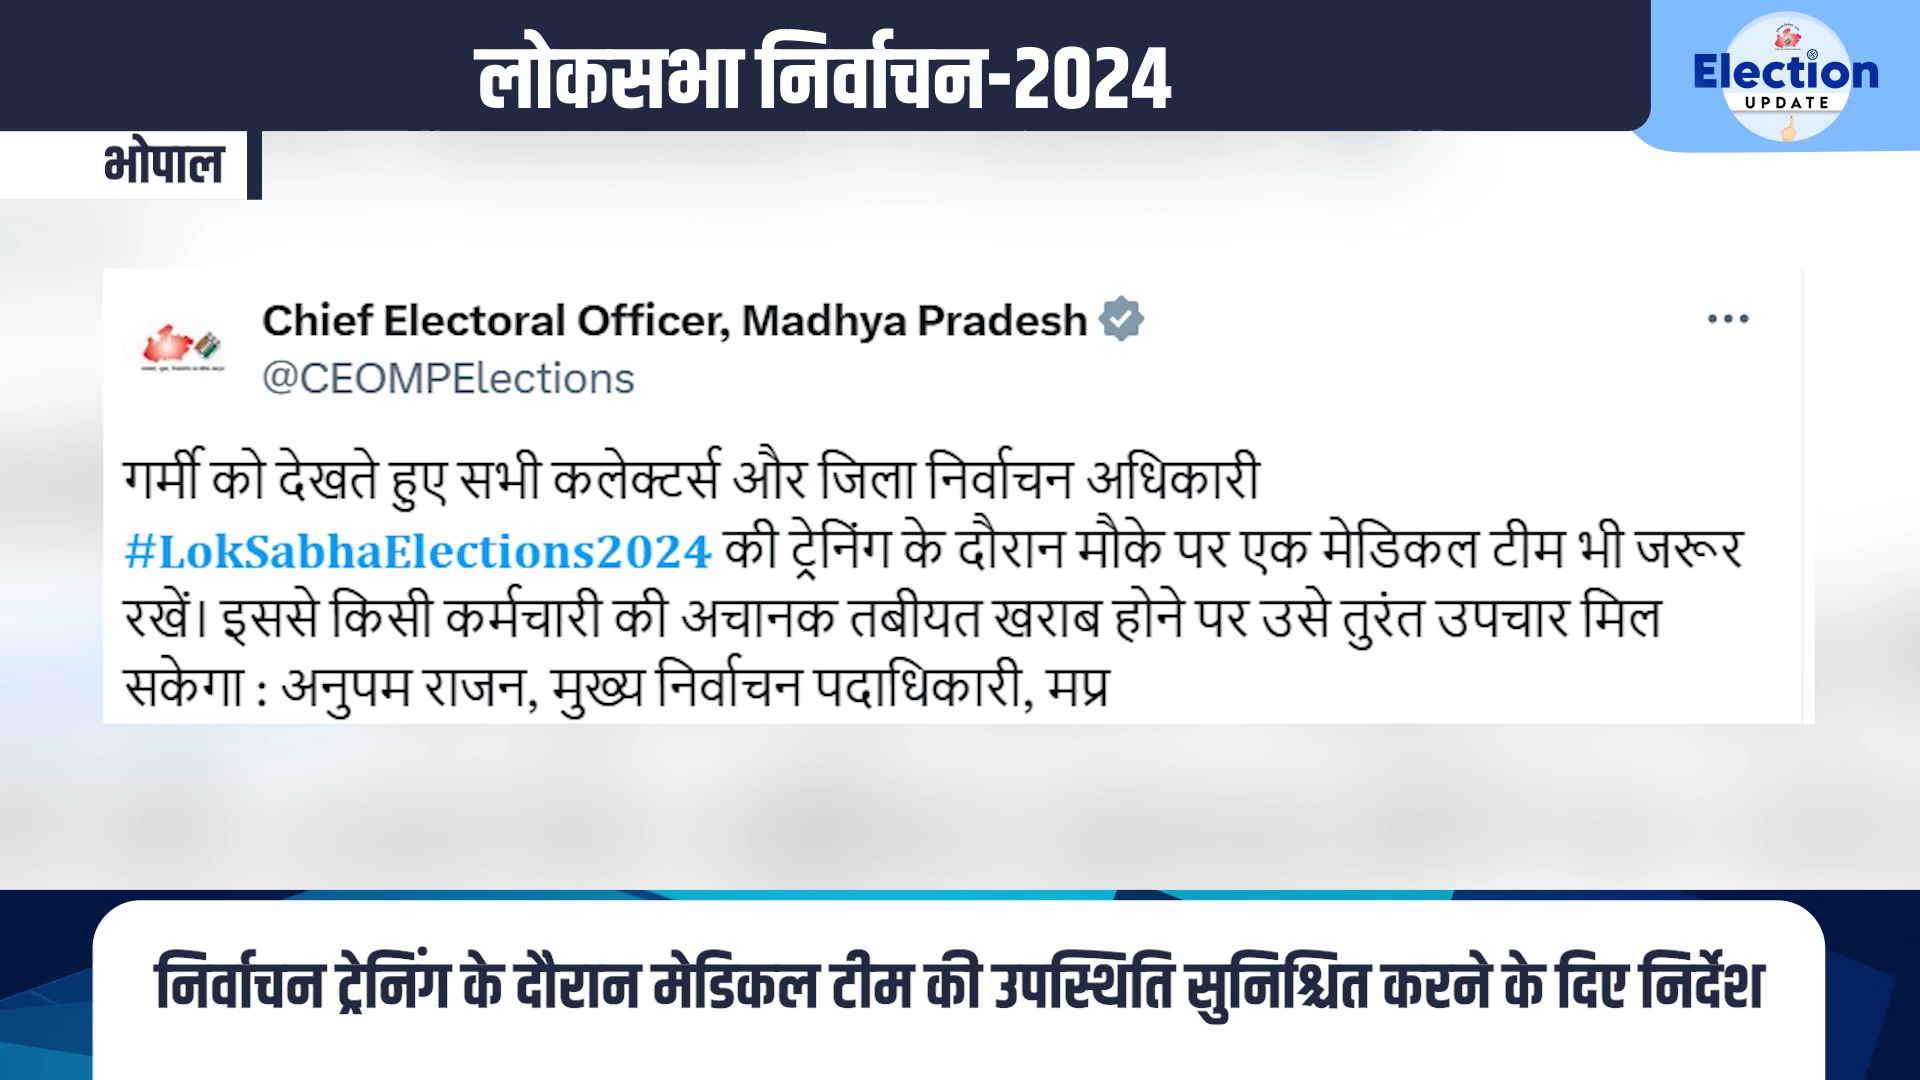 लोकसभा निर्वाचन-2024
Election
UPDATE
भोपाल
Chief Electoral Officer, Madhya Pradesh
@CEOMPElections
गर्मी को देखते हुए सभी कलेक्टर्स और जिला निर्वाचन अधिकारी
#LokSabhaElections2024 की ट्रेनिंग के दौरान मौके पर एक मेडिकल टीम भी जरूर
रखें। इससे किसी कर्मचारी की अचानक तबीयत खराब होने पर उसे तुरंत उपचार मिल
सकेगा : अनुपम राजन, मुख्य निर्वाचन पदाधिकारी, मप्र
निर्वाचन ट्रेनिंग के दौरान मेडिकल टीम की उपस्थिति सुनिश्चित करने के दिए निर्देश